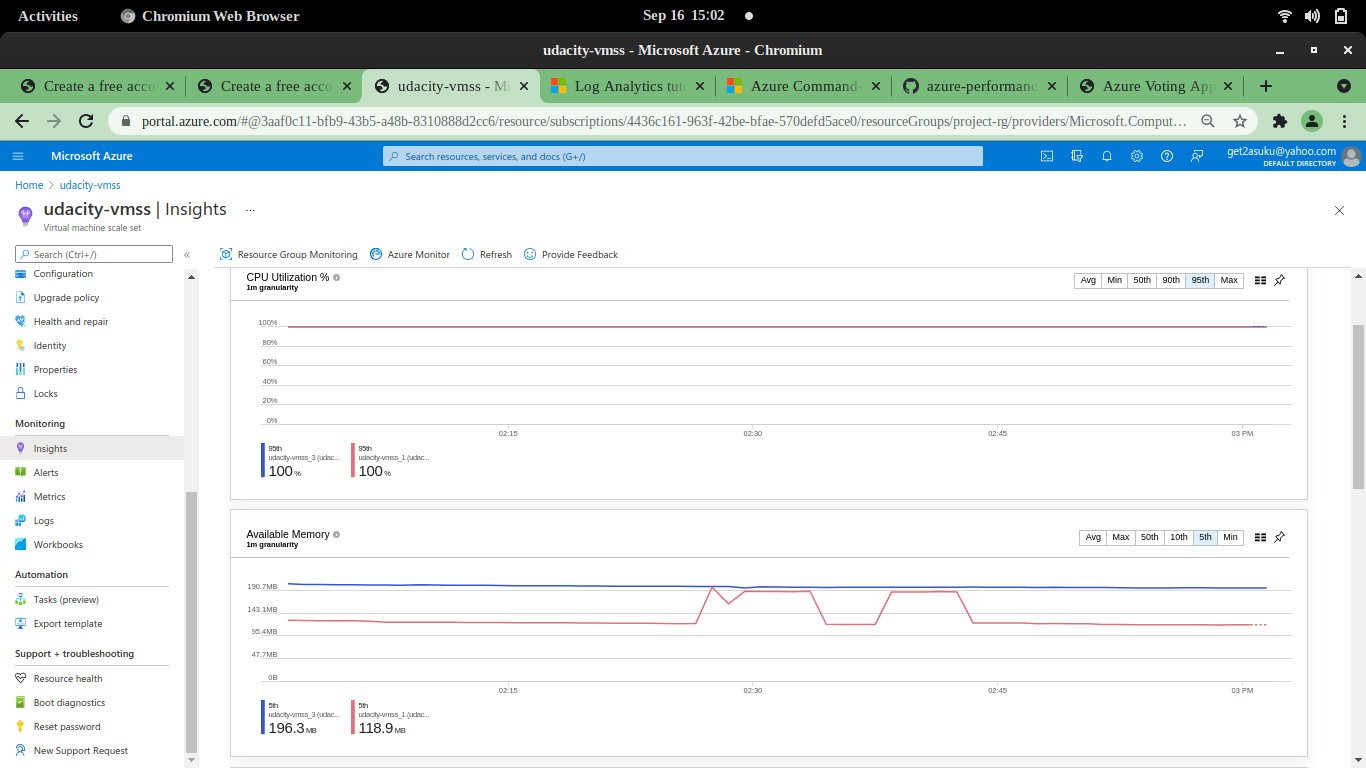 Activities Chromium Web Browser Sep 16 15:02
udacity-vmss - Microsoft Azure - Chromium
Create a free acco Create a free acco udacity-vmss - Mi Log Analytics tut Azure Command- azure-performanc Azure Voting App
portal.azure.com/#@3aaf0c11-bfb9-43b5-a48b-8310888d2cc6/resource/subscriptions/4436c161-963f-42be-bfae-570defd5ace0/resourceGroups/project-rg/providers/Microsoft.Comput...
Microsoft Azure
Search resources, services, and docs (G+/)
get2asuku@yahoo.com
DEFAULT DIRECTORY
Home > udacity-vmss
udacity-vmss | Insights ...
Virtual machine scale set
Search (Ctrl+/) «
Configuration
Upgrade policy
Health and repair
Identity
Properties
Locks
Monitoring
Insights
Alerts
Metrics
Logs
Workbooks
Automation
Tasks (preview)
Export template
Support + troubleshooting
Resource health
Boot diagnostics
Reset password
New Support Request
Resource Group Monitoring Azure Monitor Refresh Provide Feedback
CPU Utilization %
1m granularity
Avg Min 50th 90th 95th Max
100%
80%
60%
40%
20%
0%
02:15 02:30 02:45 03 PM
95th
udacity-vmss_3 (udac...
100 %
95th
udacity-vmss_1 (udac...
100 %
Available Memory
1m granularity
Avg Max 50th 10th 5th Min
190.7MB
143.1MB
95.4MB
47.7MB
0B
02:15 02:30 02:45 03 PM
5th
udacity-vmss_3 (udac...
196.3 MB
5th
udacity-vmss_1 (udac...
118.9 MB